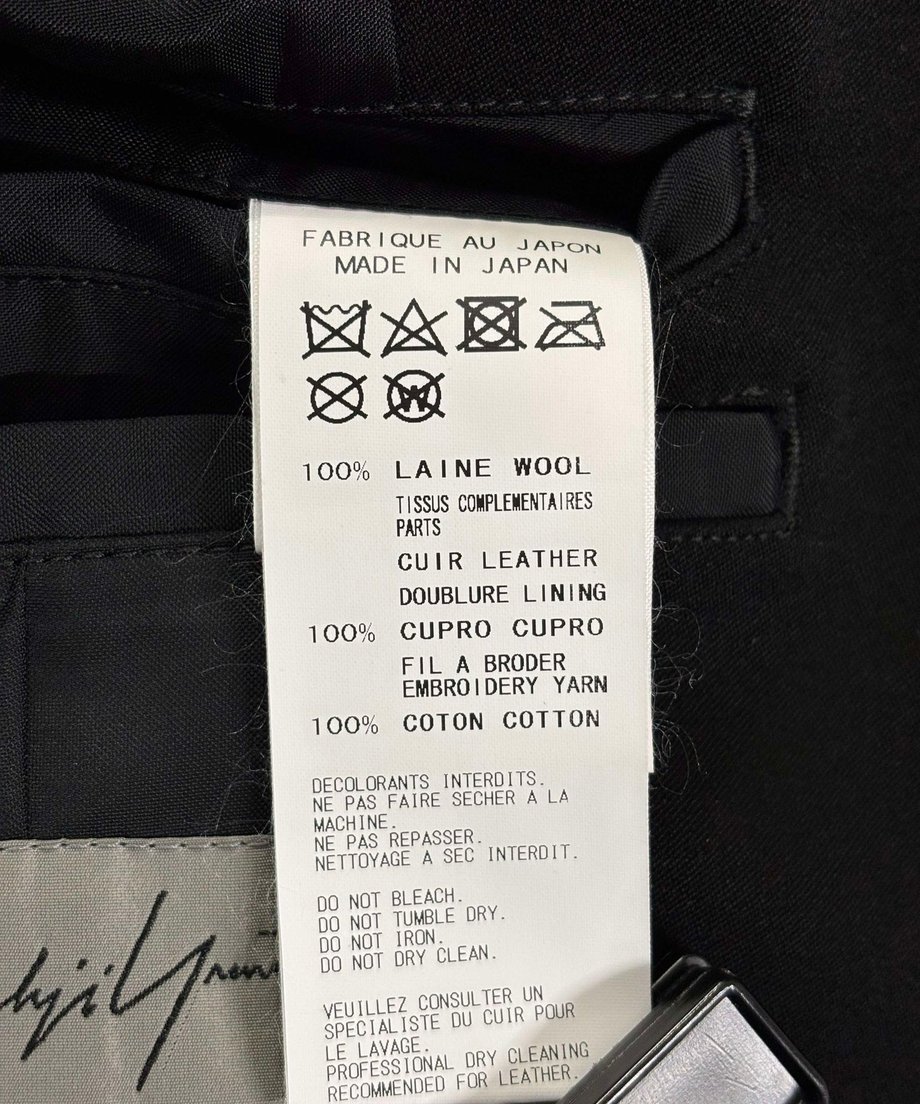 FABRIQUE AU JAPON
MADE IN JAPAN
W
100% LAINE WOOL
TISSUS COMPLEMENTAIRES
PARTS
CUIR LEATHER
DOUBLURE LINING
100% CUPRO CUPRO
FIL A BRODER
EMBROIDERY YARN
100% COTON COTTON
DECOLORANTS INTERDITS.
NE PAS FAIRE SECHER A LA
MACHINE.
NE PAS REPASSER.
NETTOYAGE A SEC INTERDIT.
DO NOT BLEACH.
DO NOT TUMBLE DRY.
DO NOT IRON.
DO NOT DRY CLEAN.
VEUILLEZ CONSULTER UN
SPECIALISTE DU CUIR POUR
LE LAVAGE.
PROFESSIONAL DRY CLEANING
RECOMMENDED FOR LEATHER.